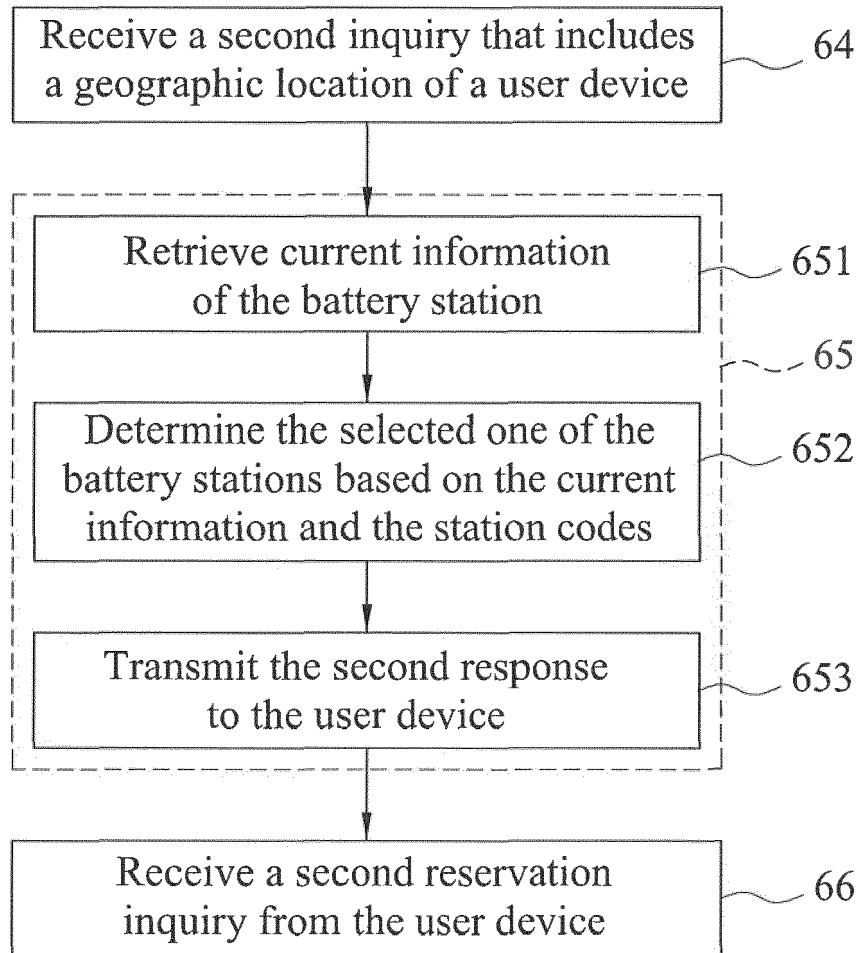 Receive a second inquiry that includes
a geographic location of a user device
64
Retrieve current information
of the battery station
651
65
Determine the selected one of the
battery stations based on the current
information and the station codes
652
Transmit the second response
to the user device
653
Receive a second reservation
inquiry from the user device
66